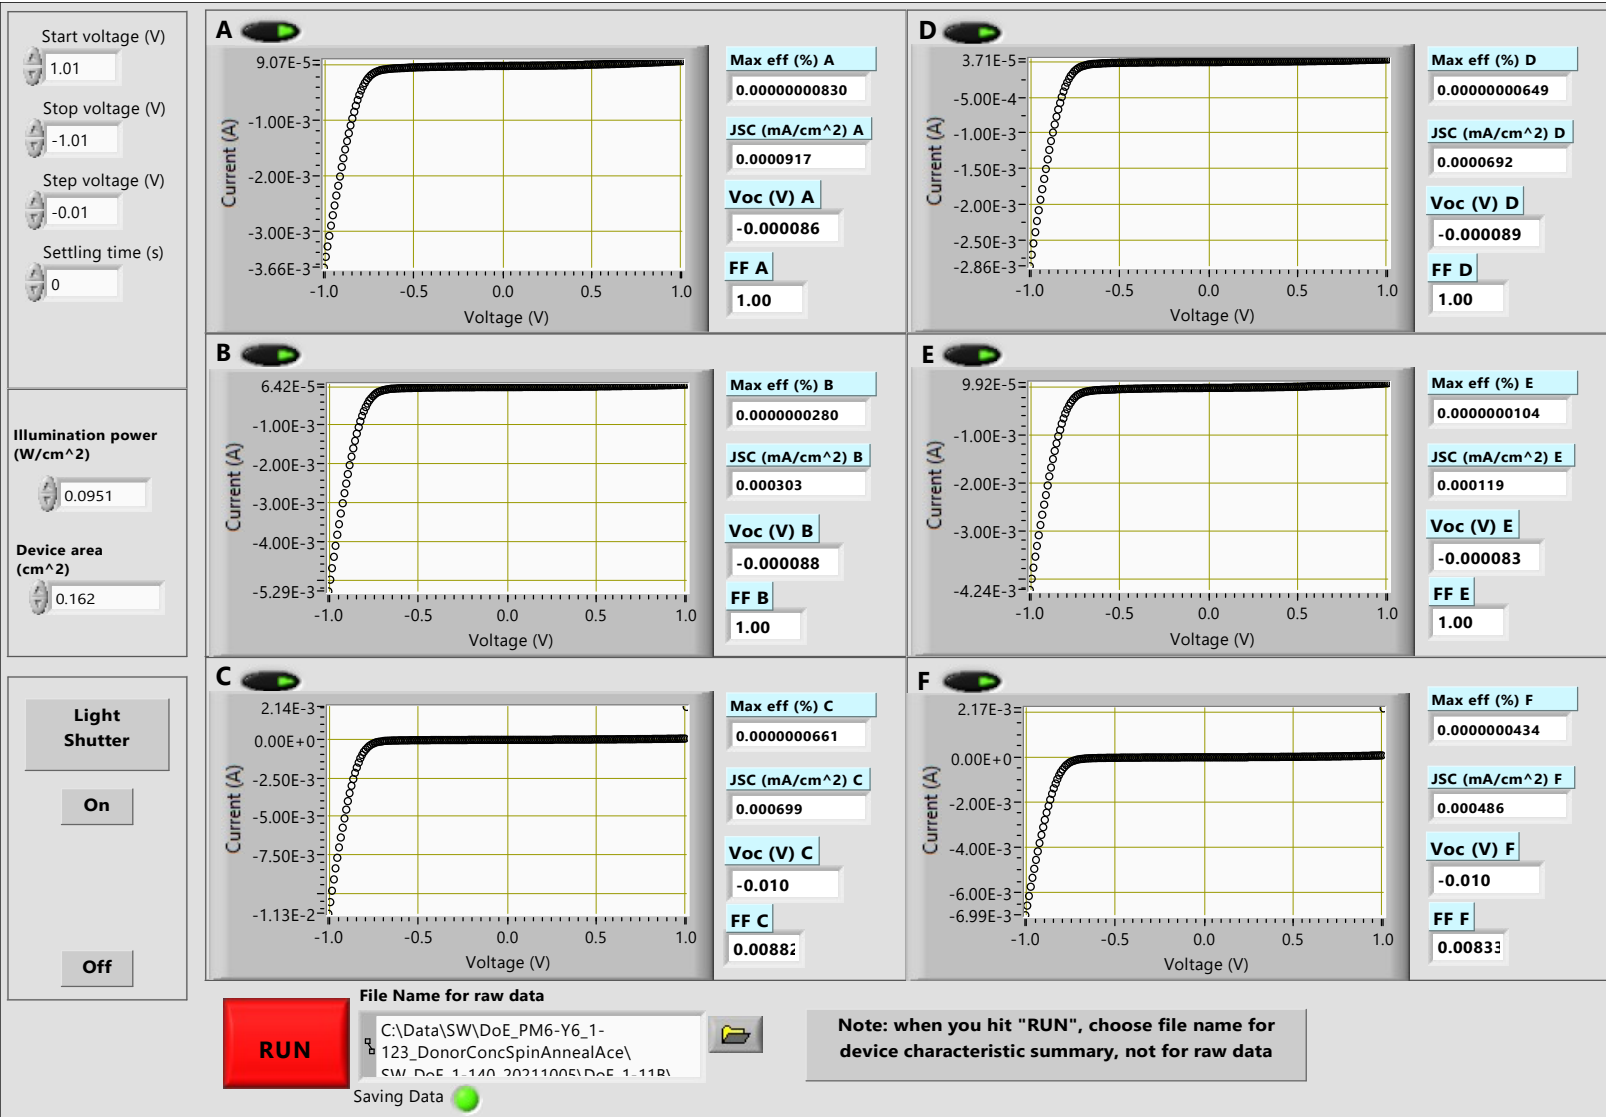 Start voltage (V)
1.01
Stop voltage (V)
-1.01
Step voltage (V)
-0.01
Settling time (s)
0
Illumination power
(W/cm^2)
0.0951
Device area
(cm^2)
0.162
Light
Shutter
On
Off
A
9.07E-5
-1.00E-3
-2.00E-3
-3.00E-3
-3.66E-3
Current (A)
-1.0 -0.5 0.0 0.5 1.0
Voltage (V)
Max eff (%) A
0.00000000830
JSC (mA/cm^2) A
0.0000917
Voc (V) A
-0.000086
FF A
1.00
D
3.71E-5
-5.00E-4
-1.00E-3
-1.50E-3
-2.00E-3
-2.50E-3
-2.86E-3
Current (A)
-1.0 -0.5 0.0 0.5 1.0
Voltage (V)
Max eff (%) D
0.00000000649
JSC (mA/cm^2) D
0.0000692
Voc (V) D
-0.000089
FF D
1.00
B
6.42E-5
-1.00E-3
-2.00E-3
-3.00E-3
-4.00E-3
-5.29E-3
Current (A)
-1.0 -0.5 0.0 0.5 1.0
Voltage (V)
Max eff (%) B
0.0000000280
JSC (mA/cm^2) B
0.000303
Voc (V) B
-0.000088
FF B
1.00
E
9.92E-5
-1.00E-3
-2.00E-3
-3.00E-3
-4.24E-3
Current (A)
-1.0 -0.5 0.0 0.5 1.0
Voltage (V)
Max eff (%) E
0.0000000104
JSC (mA/cm^2) E
0.000119
Voc (V) E
-0.000083
FF E
1.00
C
2.14E-3
0.00E+0
-2.50E-3
-5.00E-3
-7.50E-3
-1.13E-2
Current (A)
-1.0 -0.5 0.0 0.5 1.0
Voltage (V)
Max eff (%) C
0.0000000661
JSC (mA/cm^2) C
0.000699
Voc (V) C
-0.010
FF C
0.00882
F
2.17E-3
0.00E+0
-2.00E-3
-4.00E-3
-6.00E-3
-6.99E-3
Current (A)
-1.0 -0.5 0.0 0.5 1.0
Voltage (V)
Max eff (%) F
0.0000000434
JSC (mA/cm^2) F
0.000486
Voc (V) F
-0.010
FF F
0.00833
RUN
File Name for raw data
C:\Data\SW\DoE_PM6-Y6_1-
123_DonorConcSpinAnnealAce\
SW_DoE_1-140_20211005\DoE_1-11B\
Saving Data
Note: when you hit "RUN", choose file name for
device characteristic summary, not for raw data